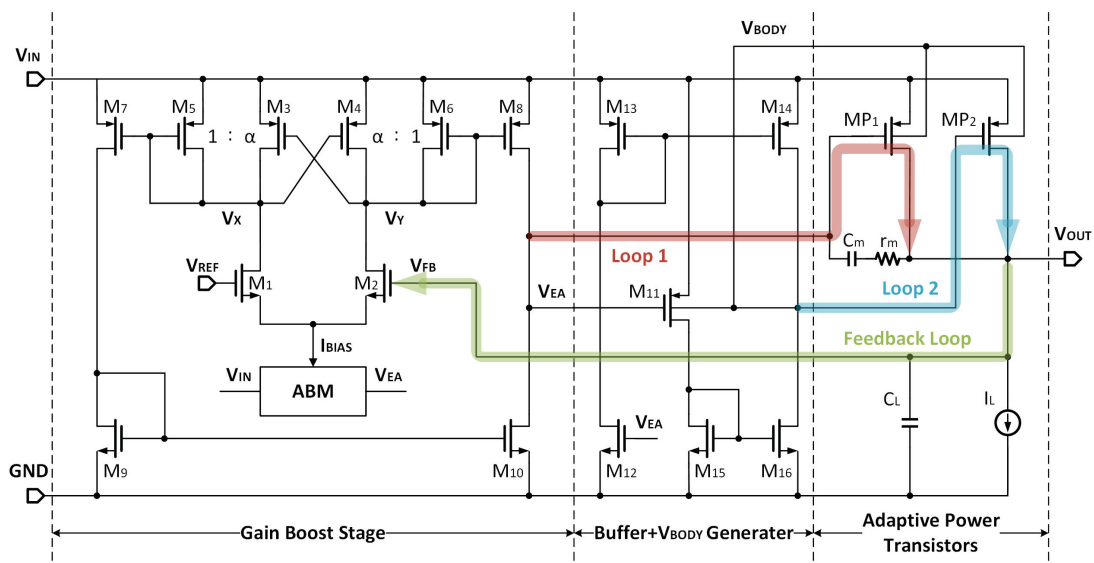 VBODY
VIN
M7
M5
M3
M4
M6
M8
M13
M14
MP1
MP2
1 : α
α : 1
VX
VY
Cm
rm
VOUT
Loop 1
VREF
M1
M2
VFB
VEA
M11
Loop 2
IBIAS
Feedback Loop
VIN
ABM
VEA
CL
IL
VEA
GND
M9
M10
M12
M15
M16
Gain Boost Stage
Buffer+VBODY Generater
Adaptive Power
Transistors